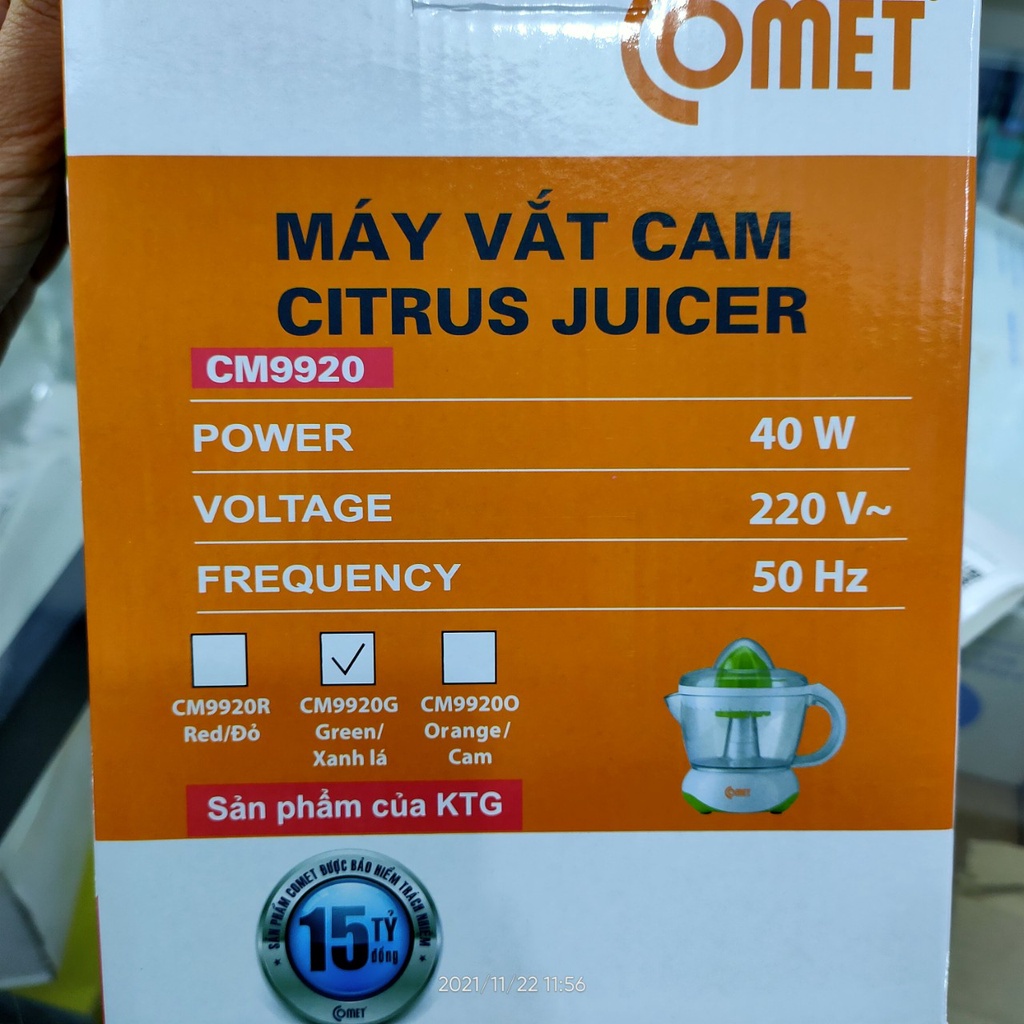 COMET
MÁY VẮT CAM
CITRUS JUICER
CM9920
POWER 40 W
VOLTAGE 220 V~
FREQUENCY 50 Hz
CM9920R CM9920G CM9920O
Red/Đỏ Green/ Orange/
Xanh lá Cam
Sản phẩm của KTG
COMET
SẢN PHẨM COMET ĐƯỢC BẢO HIỂM TRÁCH NHIỆM
15 TỶ
đồng
COMET
2021/11/22 11:56